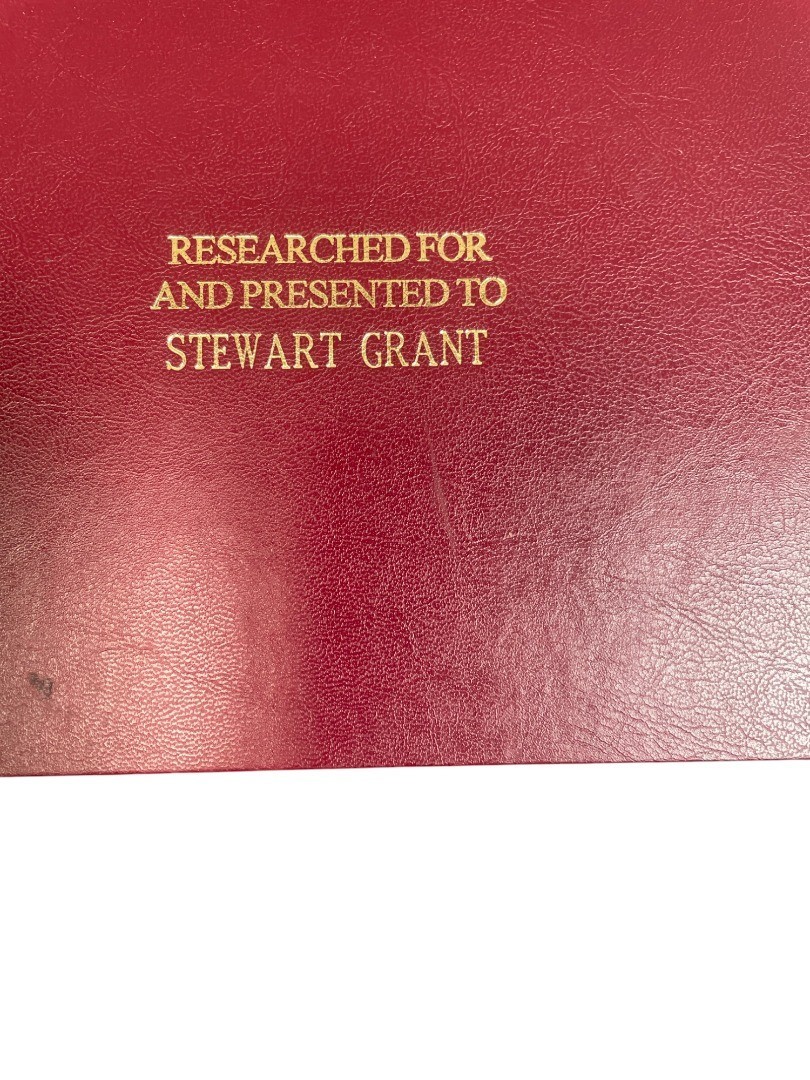 RESEARCHED FOR
AND PRESENTED TO
STEWART GRANT